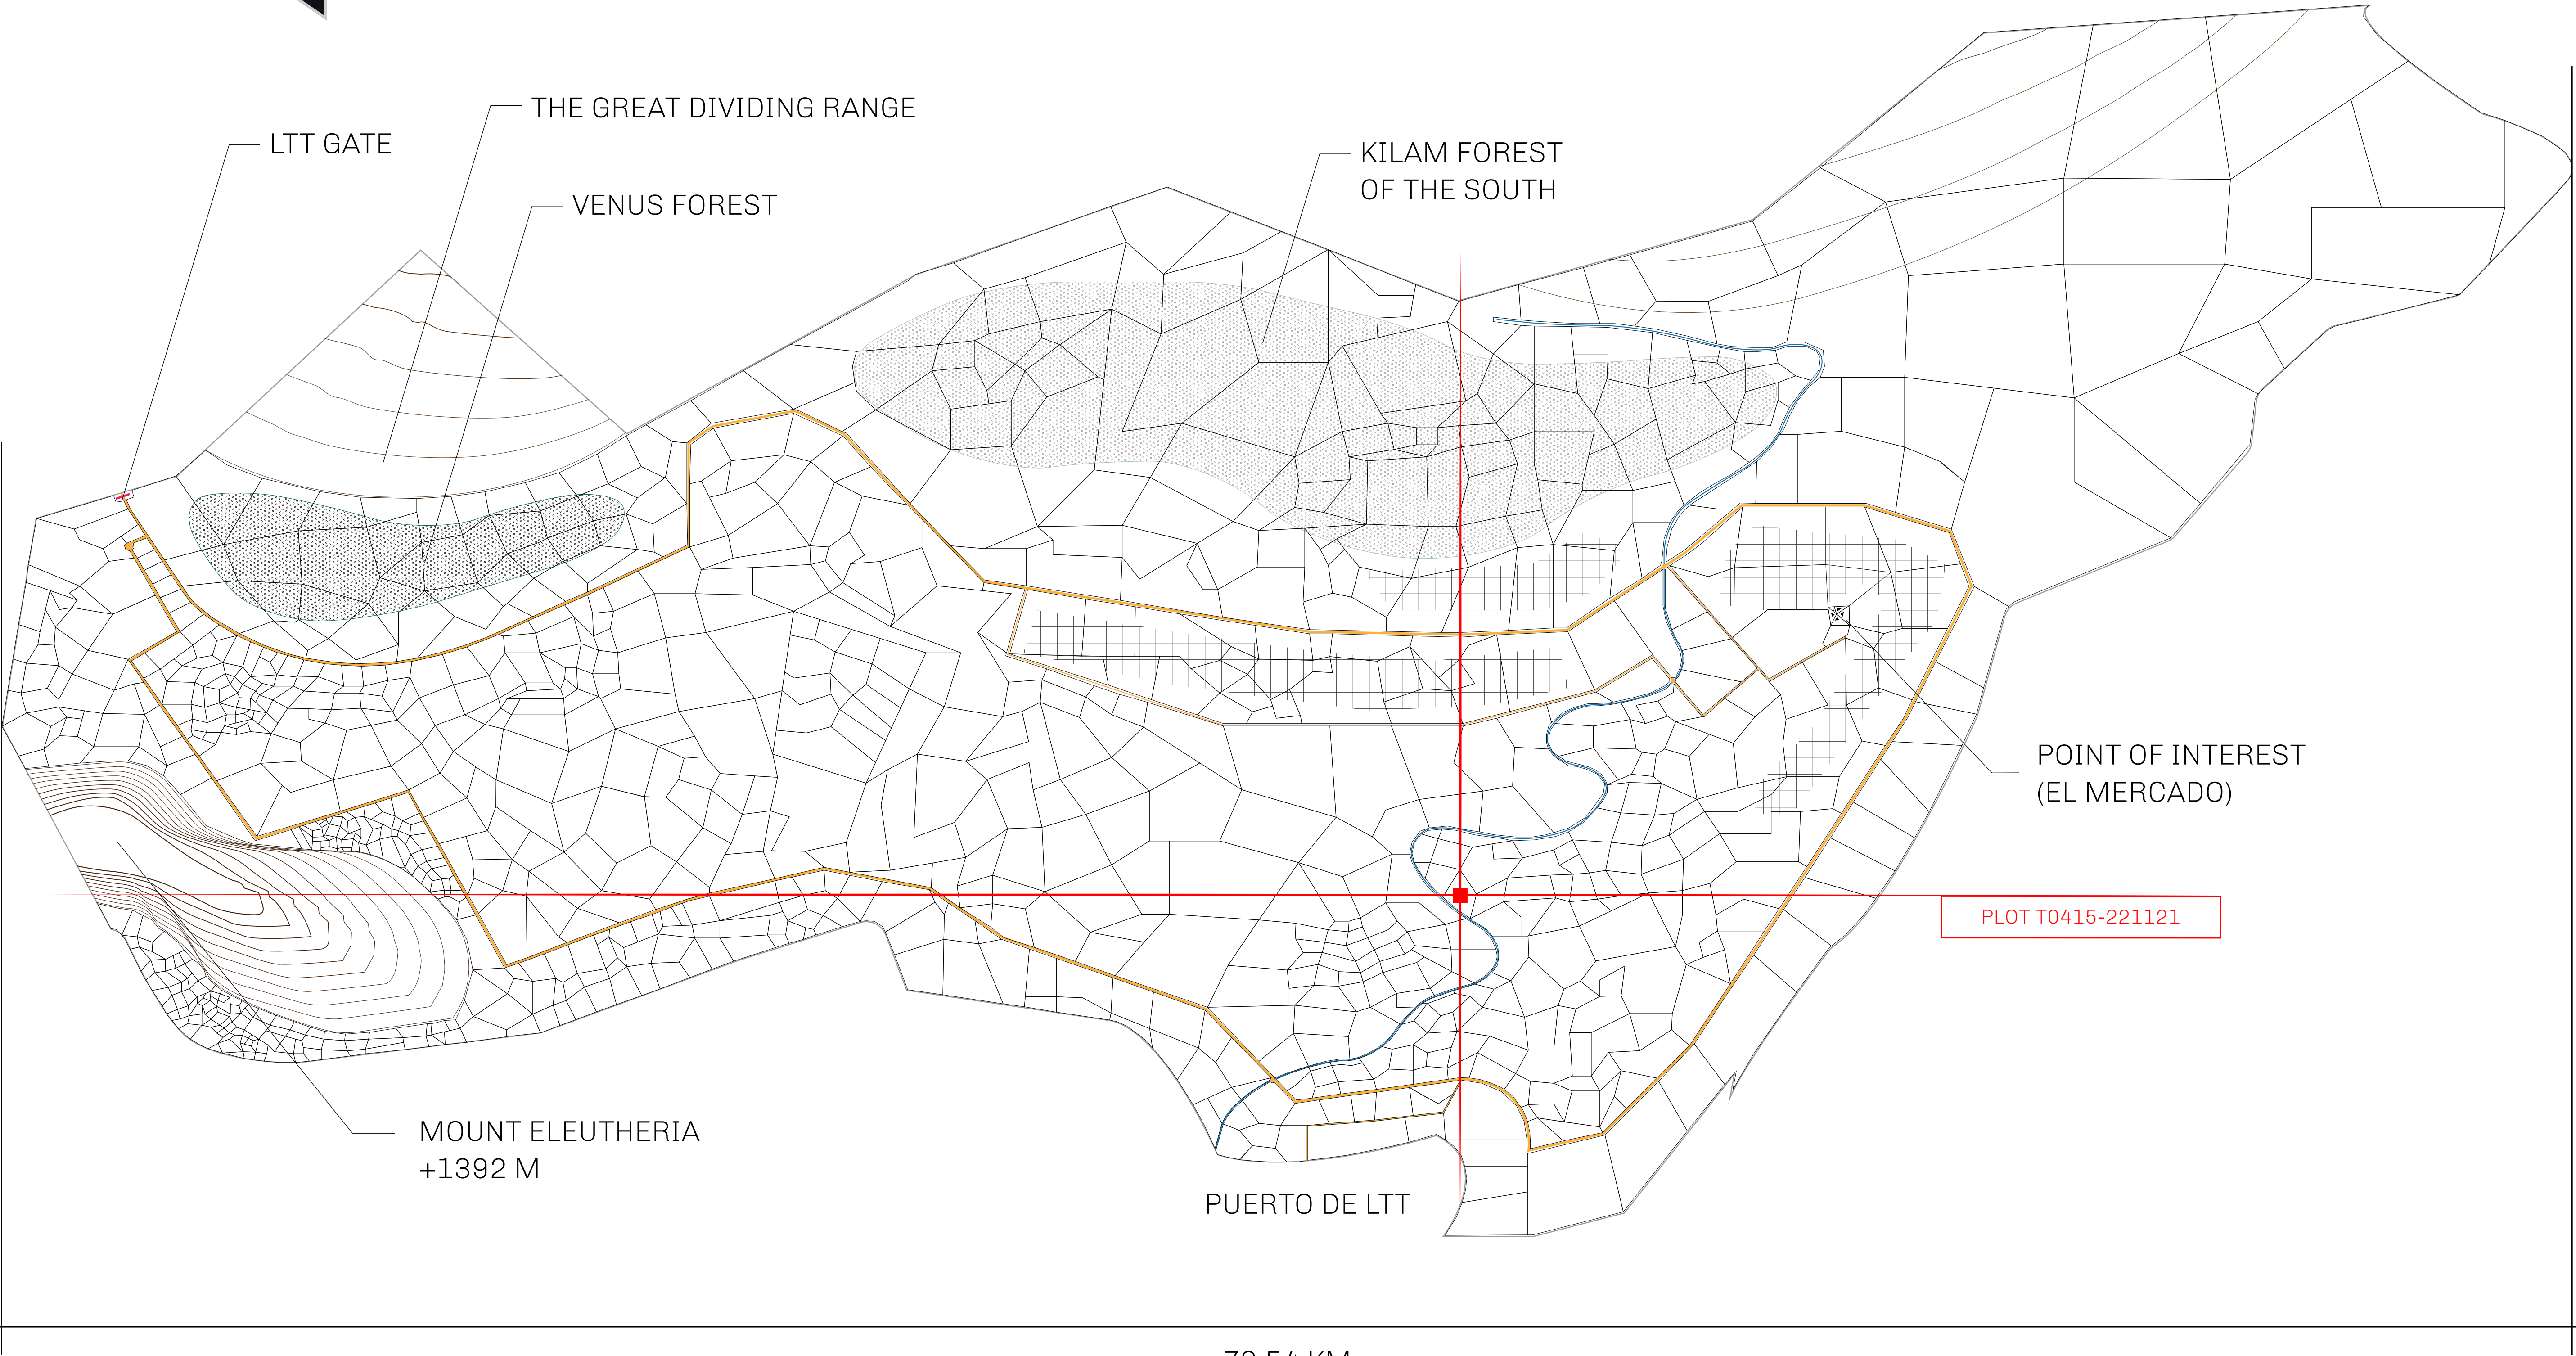 THE GREAT DIVIDING RANGE
LTT GATE
KILAM FOREST
OF THE SOUTH
VENUS FOREST
POINT OF INTEREST
(EL MERCADO)
PLOT T0415-221121
MOUNT ELEUTHERIA
+1392 M
PUERTO DE LTT
KM